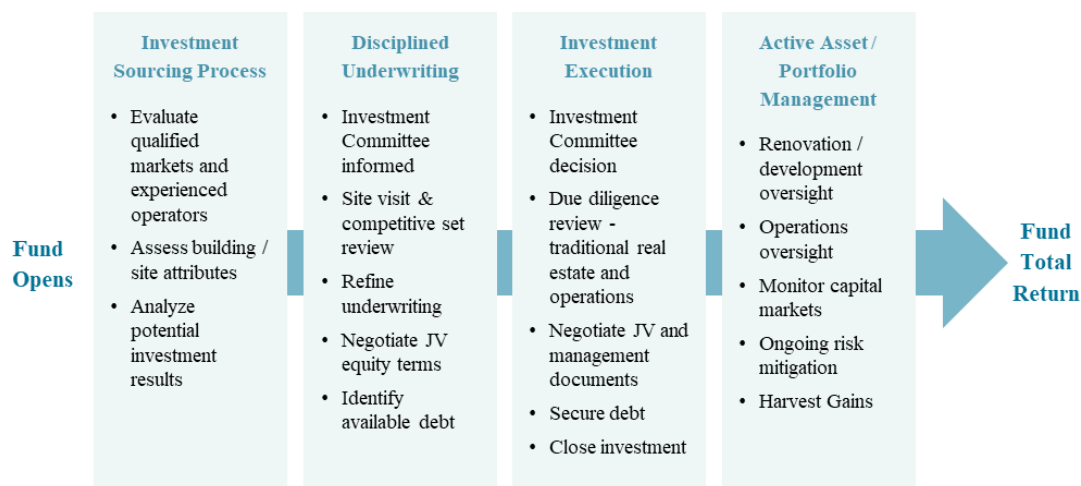 Fund
Opens
Investment
Sourcing Process
• Evaluate
qualified
markets and
experienced
operators
• Assess building /
site attributes
• Analyze
potential
investment
results
Disciplined
Underwriting
• Investment
Committee
informed
• Site visit &
competitive set
review
• Refine
underwriting
• Negotiate JV
equity terms
• Identify
available debt
Investment
Execution
• Investment
Committee
decision
• Due diligence
review -
traditional real
estate and
operations
• Negotiate JV and
management
documents
• Secure debt
• Close investment
Active Asset /
Portfolio
Management
• Renovation /
development
oversight
• Operations
oversight
• Monitor capital
markets
• Ongoing risk
mitigation
• Harvest Gains
Fund
Total
Return